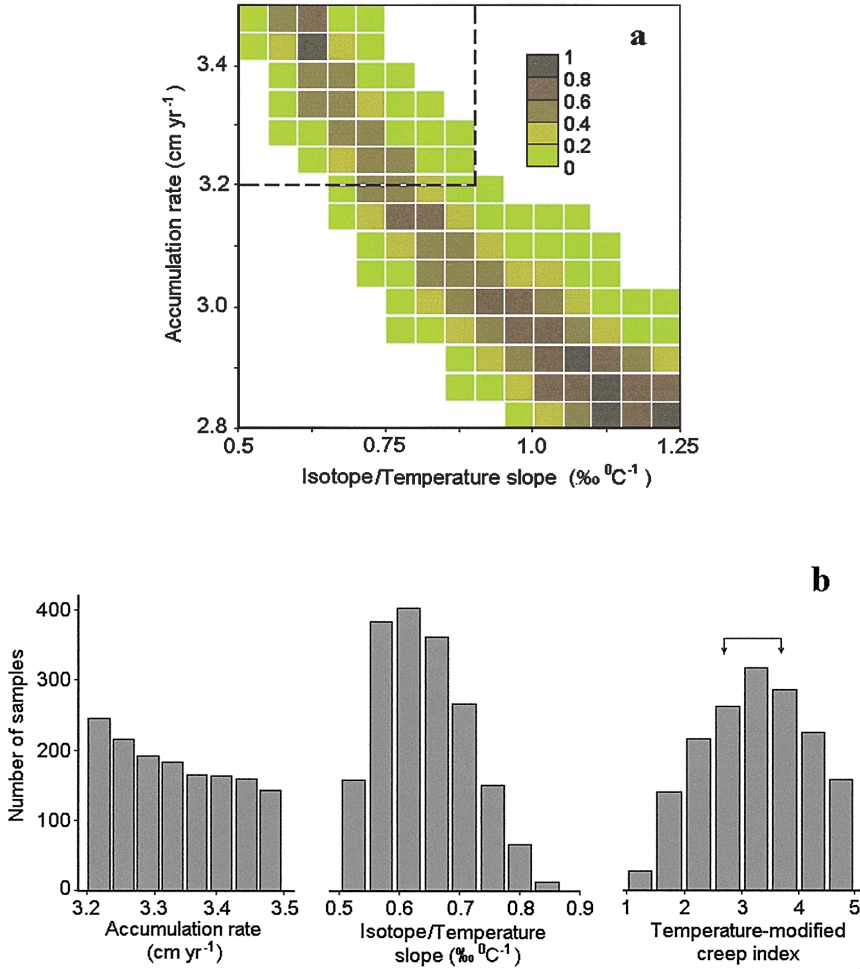 a
1
0.8
0.6
0.4
0.2
0
3.4
3.2
3.0
2.8
Accumulation rate (cm yr⁻¹)
0.5 0.75 1.0 1.25
Isotope/Temperature slope (‰ ⁰C⁻¹)
b
Number of samples
400
300
200
100
0
3.2 3.3 3.4 3.5
Accumulation rate
(cm yr⁻¹)
0.5 0.6 0.7 0.8 0.9
Isotope/Temperature
slope (‰ ⁰C⁻¹)
1 2 3 4 5
Temperature-modified
creep index